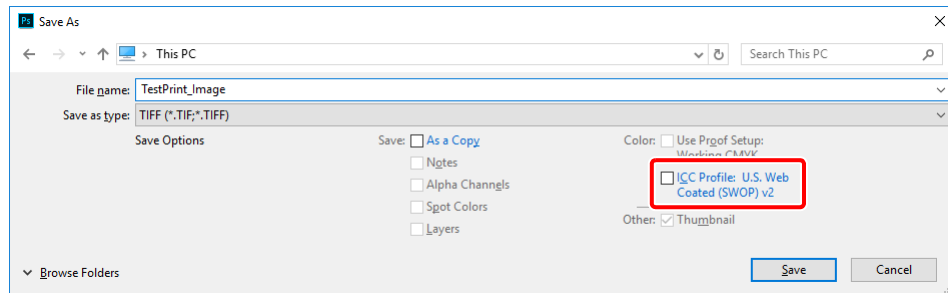 Ps Save As
This PC
Search This PC
File name: TestPrint_Image
Save as type: TIFF (*.TIF;*.TIFF)
Save Options
Save: As a Copy
Notes
Alpha Channels
Spot Colors
Layers
Color: Use Proof Setup:
Working CMYK
ICC Profile: U.S. Web
Coated (SWOP) v2
Other: Thumbnail
Browse Folders
Save
Cancel